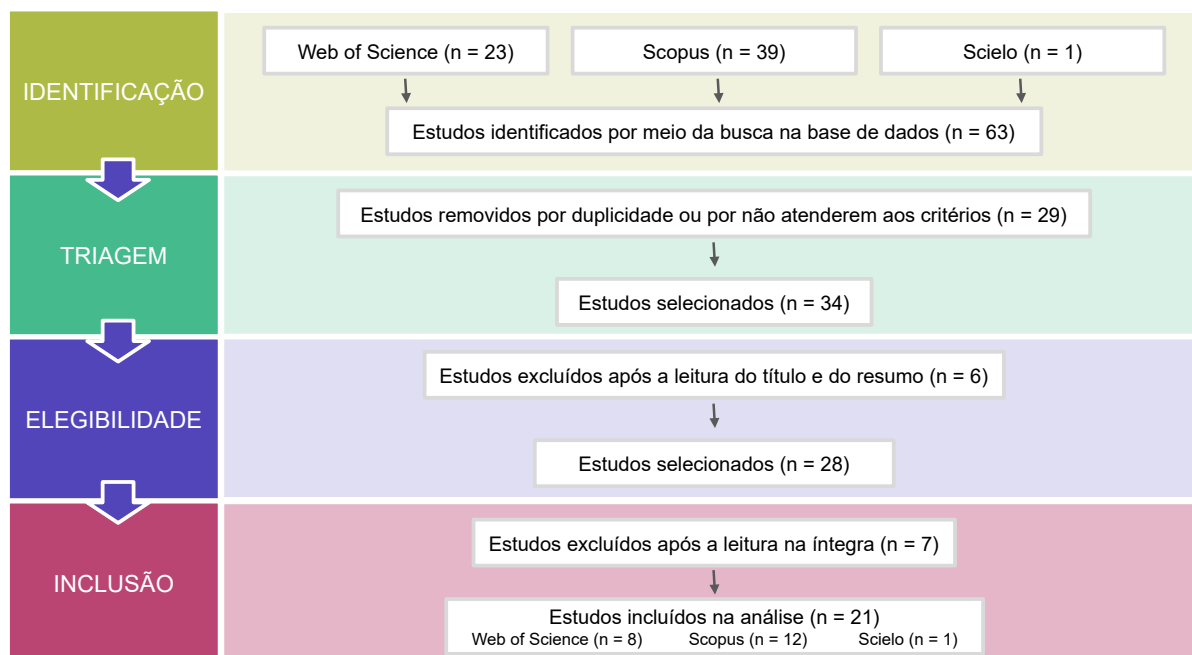 IDENTIFICAÇÃO
Web of Science (n = 23)
Scopus (n = 39)
Scielo (n = 1)
Estudos identificados por meio da busca na base de dados (n = 63)
TRIAGEM
Estudos removidos por duplicidade ou por não atenderem aos critérios (n = 29)
Estudos selecionados (n = 34)
ELEGIBILIDADE
Estudos excluídos após a leitura do título e do resumo (n = 6)
Estudos selecionados (n = 28)
INCLUSÃO
Estudos excluídos após a leitura na íntegra (n = 7)
Estudos incluídos na análise (n = 21)
Web of Science (n = 8) Scopus (n = 12) Scielo (n = 1)